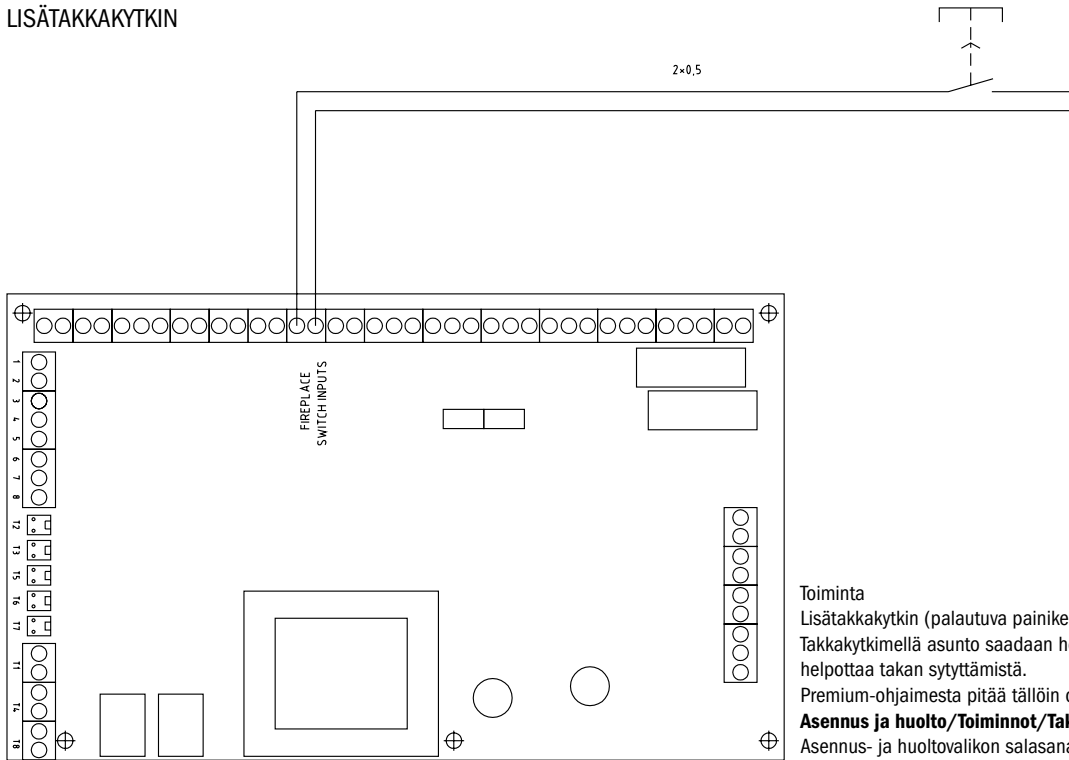 LISÄTAKKAKYTKIN
2×0,5
FIREPLACE
SWITCH INPUTS
1
2
3
4
5
6
7
8
T2
T3
T5
T6
T7
T1
T4
T8
Toiminta
Lisätakkakytkin (palautuva painike
Takkakytkimellä asunto saadaan
helpottaa takan sytyttämistä.
Premium-ohjaimesta pitää tällöin
Asennus ja huolto/Toiminnot/
Asennus- ja huoltovalikon